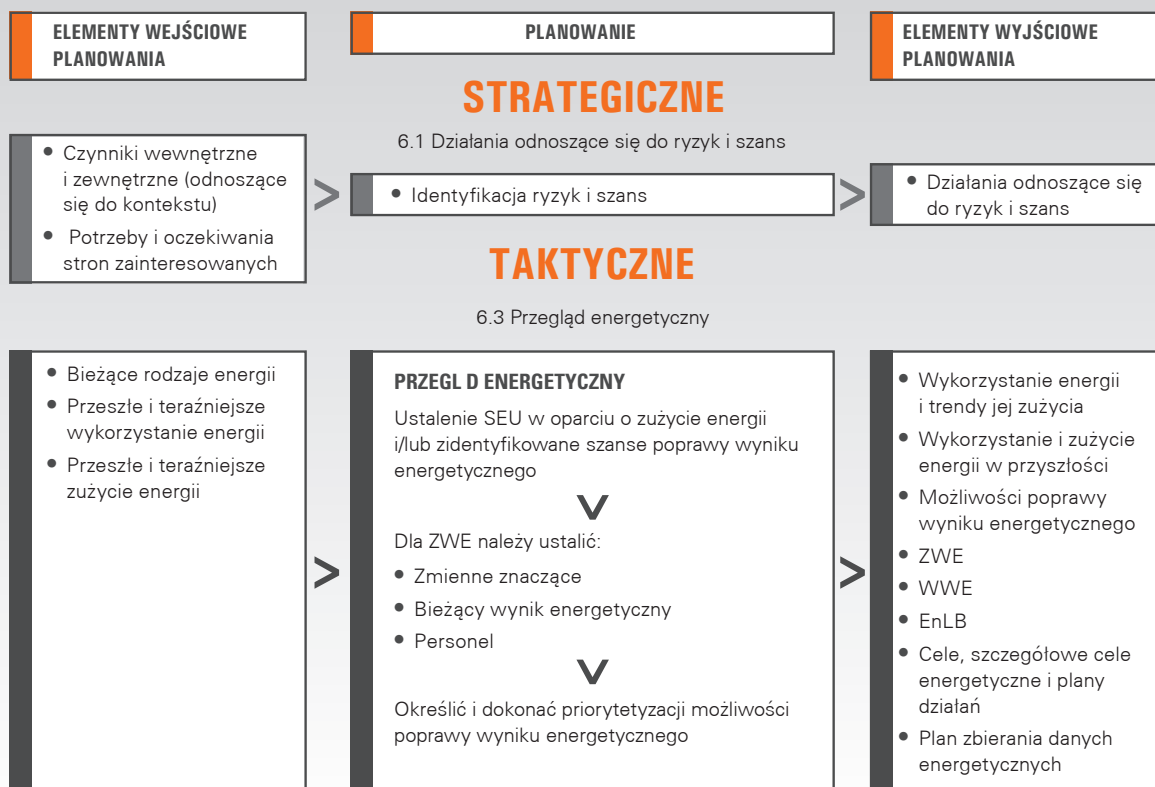 ELEMENTY WEJŚCIOWE
PLANOWANIA
PLANOWANIE
ELEMENTY WYJŚCIOWE
PLANOWANIA
STRATEGICZNE
6.1 Działania odnoszące się do ryzyk i szans
• Czynniki wewnętrzne
i zewnętrzne (odnoszące
się do kontekstu)
• Potrzeby i oczekiwania
stron zainteresowanych
>
• Identyfikacja ryzyk i szans
>
• Działania odnoszące się
do ryzyk i szans
TAKTYCZNE
6.3 Przegląd energetyczny
• Bieżące rodzaje energii
• Przeszłe i teraźniejsze
wykorzystanie energii
• Przeszłe i teraźniejsze
zużycie energii
>
PRZEGL D ENERGETYCZNY
Ustalenie SEU w oparciu o zużycie energii
i/lub zidentyfikowane szanse poprawy wyniku
energetycznego
Dla ZWE należy ustalić:
• Zmienne znaczące
• Bieżący wynik energetyczny
• Personel
Określić i dokonać priorytetyzacji możliwości
poprawy wyniku energetycznego
>
• Wykorzystanie energii
i trendy jej zużycia
• Wykorzystanie i zużycie
energii w przyszłości
• Możliwości poprawy
wyniku energetycznego
• ZWE
• WWE
• EnLB
• Cele, szczegółowe cele
energetyczne i plany
działań
• Plan zbierania danych
energetycznych